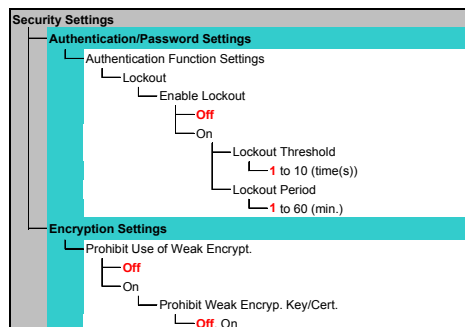 Security Settings
Authentication/Password Settings
Authentication Function Settings
Lockout
Enable Lockout
Off
On
Lockout Threshold
1 to 10 (time(s))
Lockout Period
1 to 60 (min.)
Encryption Settings
Prohibit Use of Weak Encrypt.
Off
On
Prohibit Weak Encryp. Key/Cert.
Off, On